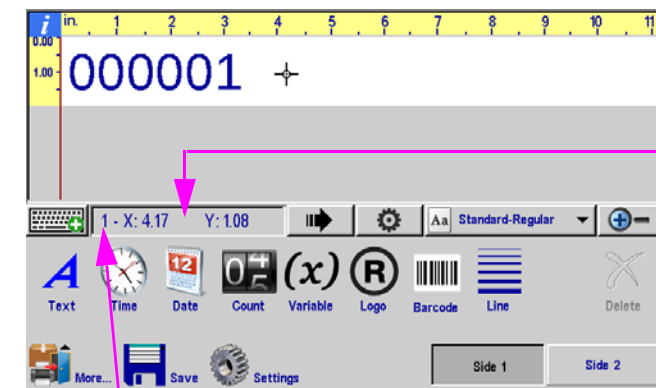 i in. 1 2 3 4 5 6 7 8 9 10 11
0.00
1.00 000001
1 - X: 4.17 Y: 1.08 Aa Standard-Regular
12 04 (x) R
Text Time Date Count Variable Logo Barcode Line Delete
More... Save Settings Side 1 Side 2